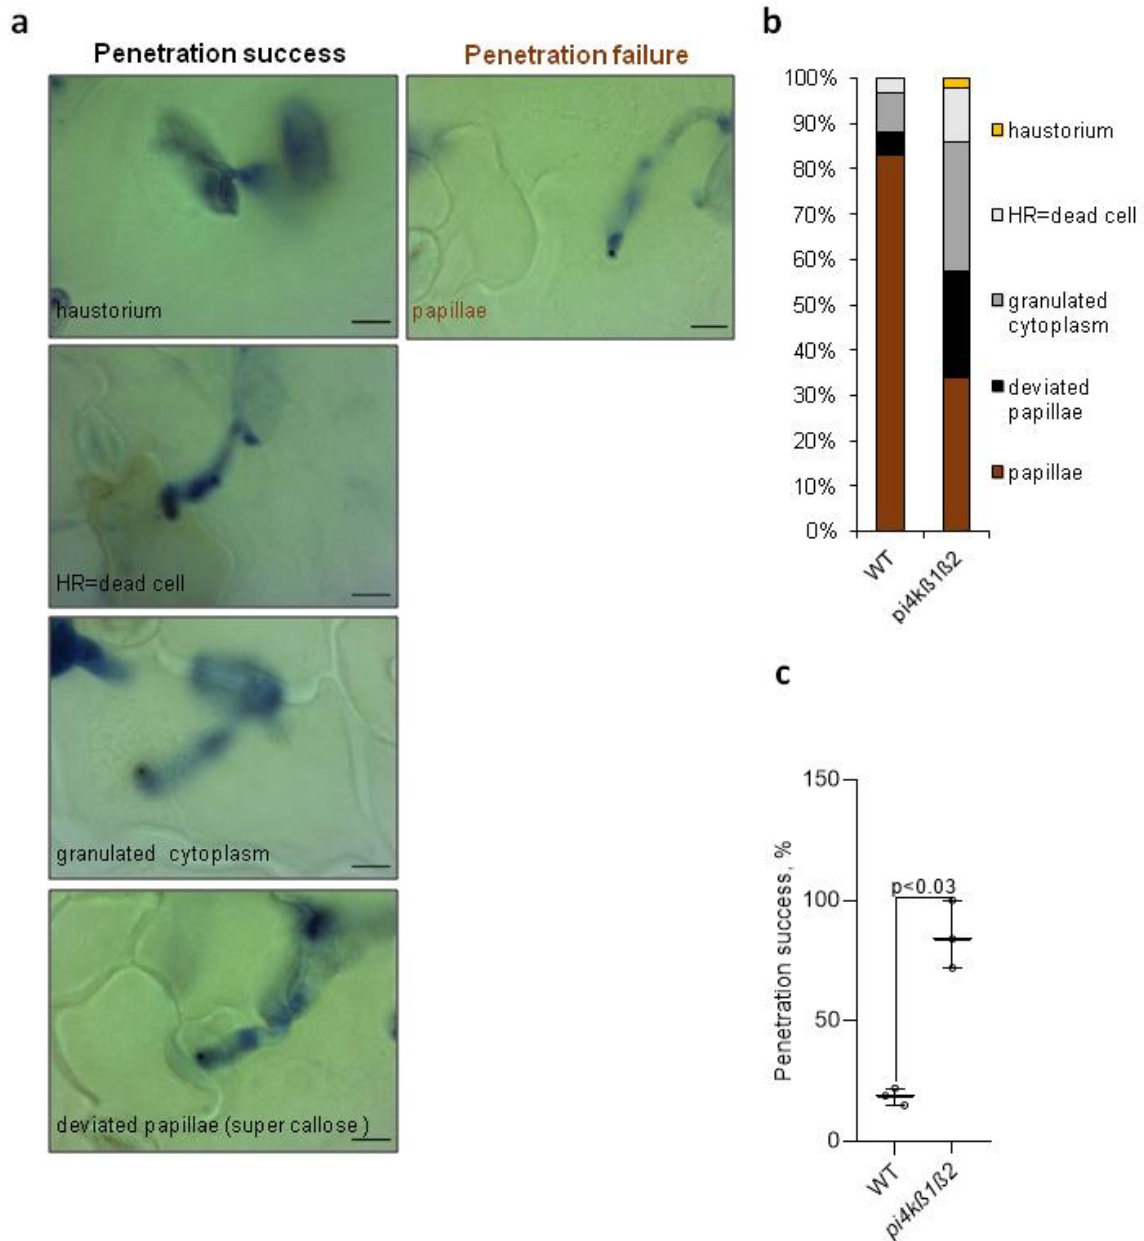 a
Penetration success
Penetration failure
haustorium
papillae
HR=dead cell
granulated cytoplasm
deviated papillae (super callose )
b
100%
90%
80%
70%
60%
50%
40%
30%
20%
10%
0%
WT
pi4kß1ß2
haustorium
HR=dead cell
granulated
cytoplasm
deviated
papillae
papillae
c
Penetration success, %
150
100
50
0
p<0.03
WT
pi4kß1ß2